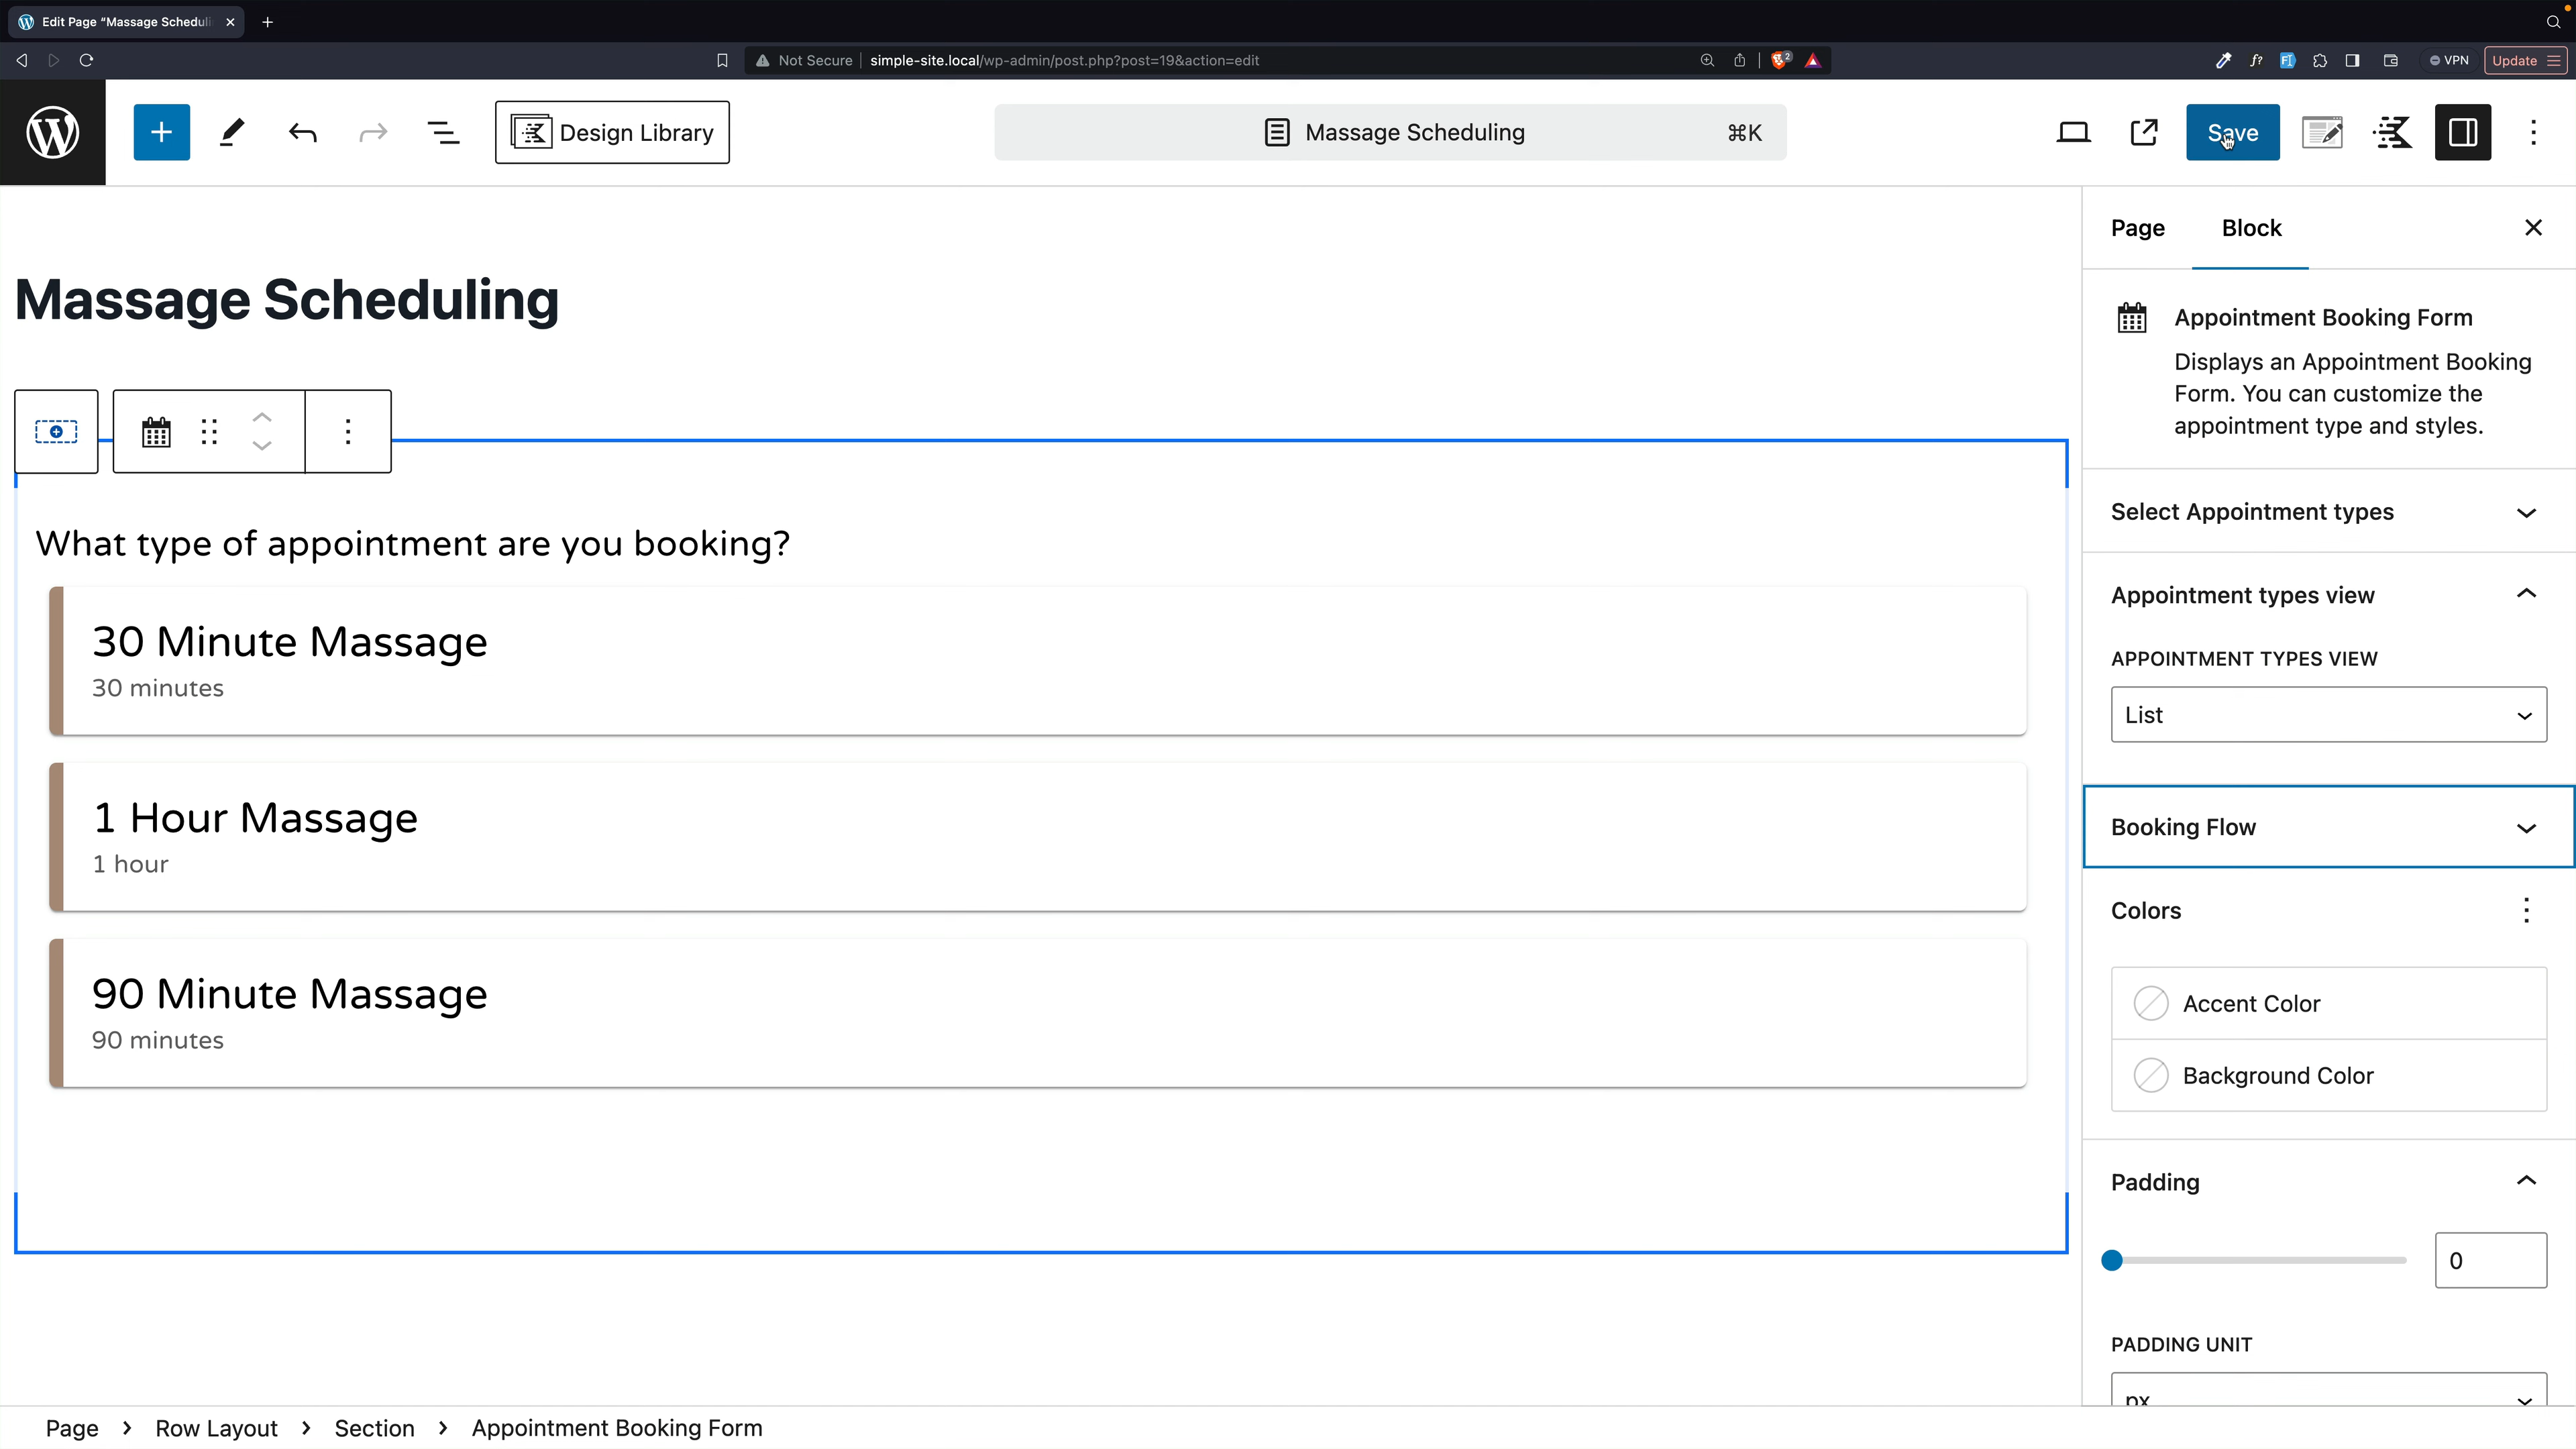 Edit Page “Massage Scheduli
Not Secure simple-site.local/wp-admin/post.php?post=19&action=edit
2
f?
VPN
Update
Design Library
Massage Scheduling
⌘K
Save
Page
Block
Massage Scheduling
Appointment Booking Form
Displays an Appointment Booking
Form. You can customize the
appointment type and styles.
What type of appointment are you booking?
30 Minute Massage
30 minutes
1 Hour Massage
1 hour
90 Minute Massage
90 minutes
Select Appointment types
Appointment types view
APPOINTMENT TYPES VIEW
List
Booking Flow
Colors
Accent Color
Background Color
Padding
0
PADDING UNIT
px
Page › Row Layout › Section › Appointment Booking Form